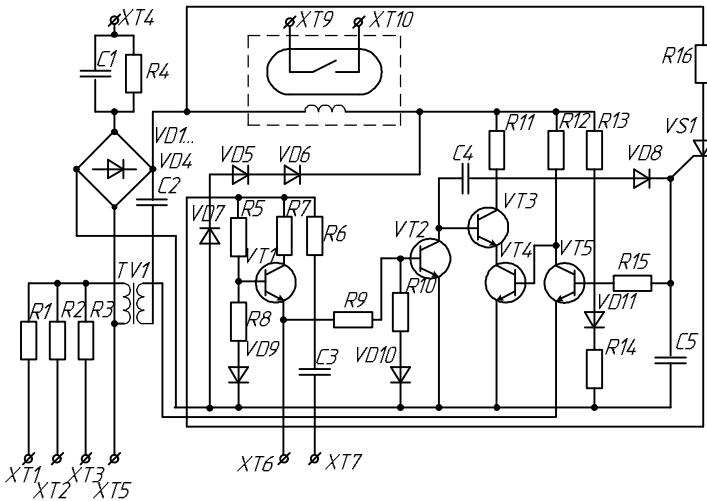 XT4
XT9
XT10
C1
R4
R16
VD1...
VD4
R11
R12
R13
VS1
VD5
VD6
C4
VD8
C2
VD7
R5
R7
R6
VT3
VT2
VT1
VT4
VT5
TV1
R15
R10
R1
R2
R3
R8
R9
VD11
R14
VD9
C3
VD10
C5
XT1
XT2
XT3
XT5
XT6
XT7